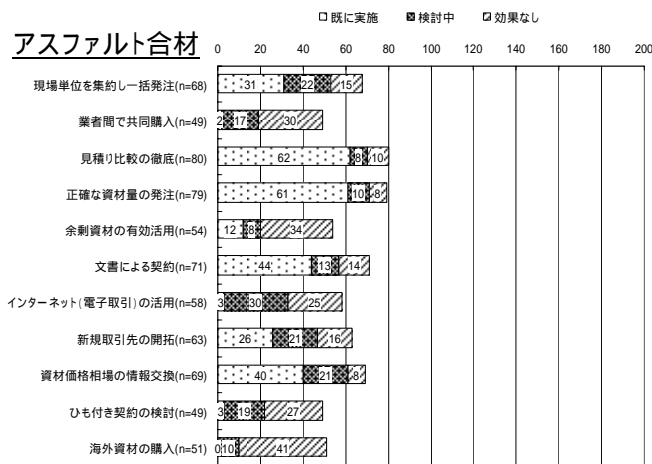 既に実施 検討中 効果なし
アスファルト合材
0 20 40 60 80 100 120 140 160 180 200
現場単位を集約し一括発注(n=68) 31 22 15
業者間で共同購入(n=49) 2 17 30
見積り比較の徹底(n=80) 62 8 10
正確な資材量の発注(n=79) 61 10 8
余剰資材の有効活用(n=54) 12 8 34
文書による契約(n=71) 44 13 14
インターネット(電子取引)の活用(n=58) 3 30 25
新規取引先の開拓(n=63) 26 21 16
資材価格相場の情報交換(n=69) 40 21 8
ひも付き契約の検討(n=49) 3 19 27
海外資材の購入(n=51) 0 10 41